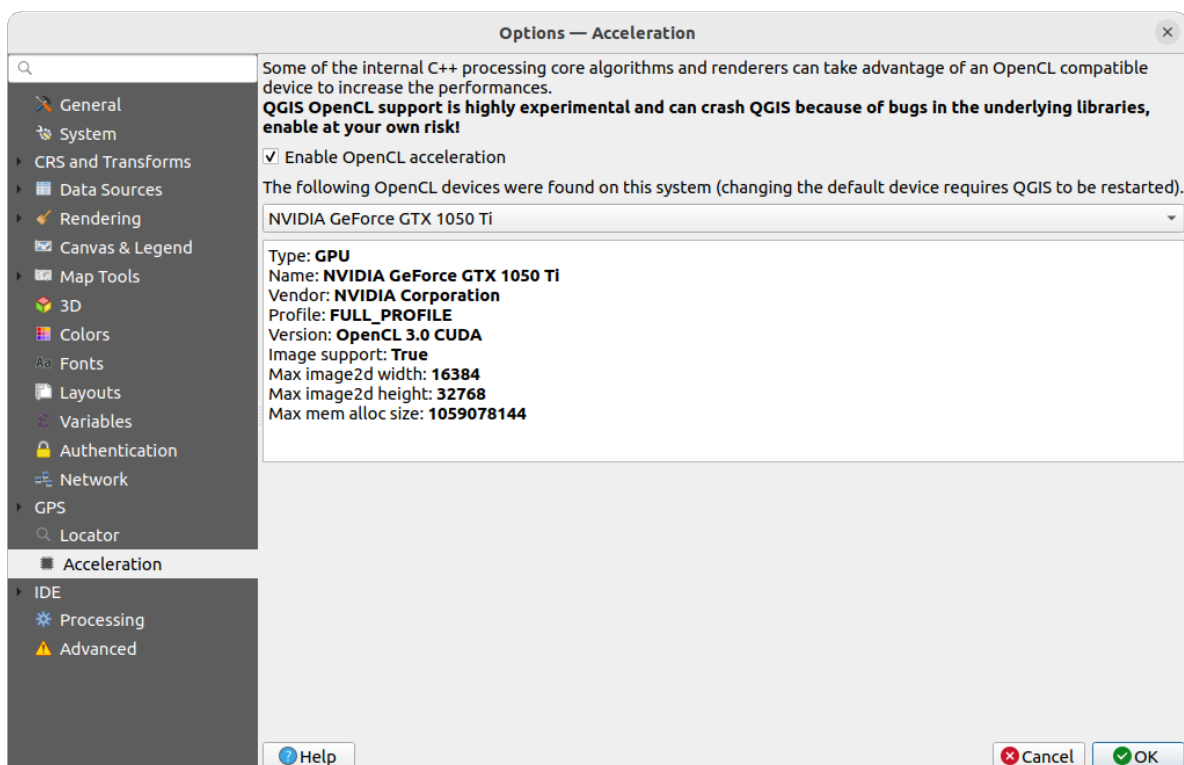 Options — Acceleration
General
System
CRS and Transforms
Data Sources
Rendering
Canvas & Legend
Map Tools
3D
Colors
Aa Fonts
Layouts
ε Variables
Authentication
Network
GPS
Locator
Acceleration
IDE
Processing
Advanced
Some of the internal C++ processing core algorithms and renderers can take advantage of an OpenCL compatible
device to increase the performances.
QGIS OpenCL support is highly experimental and can crash QGIS because of bugs in the underlying libraries,
enable at your own risk!
Enable OpenCL acceleration
The following OpenCL devices were found on this system (changing the default device requires QGIS to be restarted).
NVIDIA GeForce GTX 1050 Ti
Type: GPU
Name: NVIDIA GeForce GTX 1050 Ti
Vendor: NVIDIA Corporation
Profile: FULL_PROFILE
Version: OpenCL 3.0 CUDA
Image support: True
Max image2d width: 16384
Max image2d height: 32768
Max mem alloc size: 1059078144
? Help
Cancel
OK